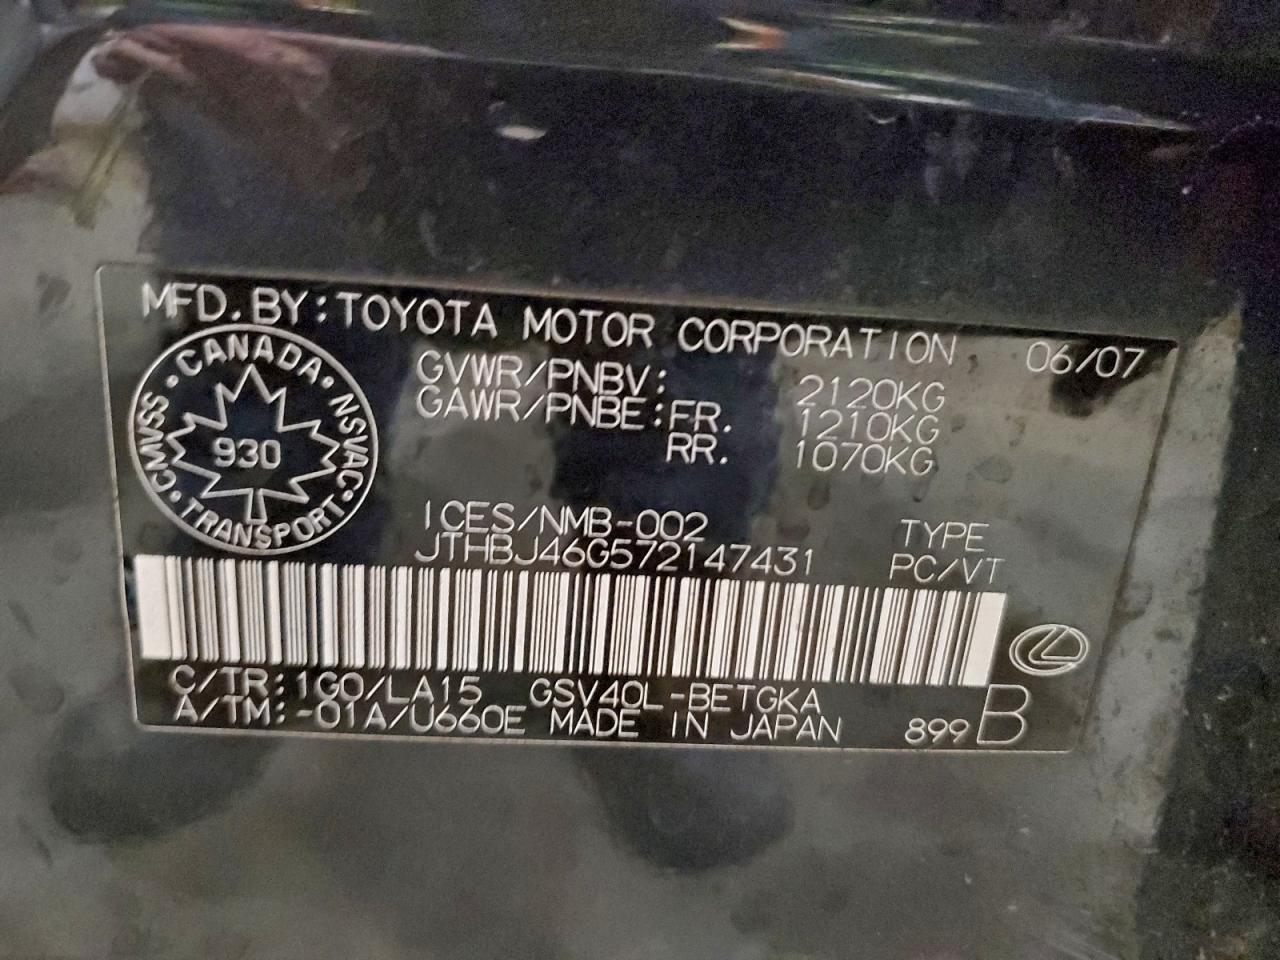 MFD. BY: TOYOTA MOTOR CORPORATION 06/07
CANADA · NSVAC · TRANSPORT · CMVSS ·
930
GVWR/PNBV: 2120KG
GAWR/PNBE: FR. 1210KG
RR. 1070KG
ICES/NMB-002
JTHBJ46G572147431
TYPE
PC/VT
C/TR: 1G0/LA15 GSV40L-BETGKA
A/TM: -01A/U660E MADE IN JAPAN
899 B